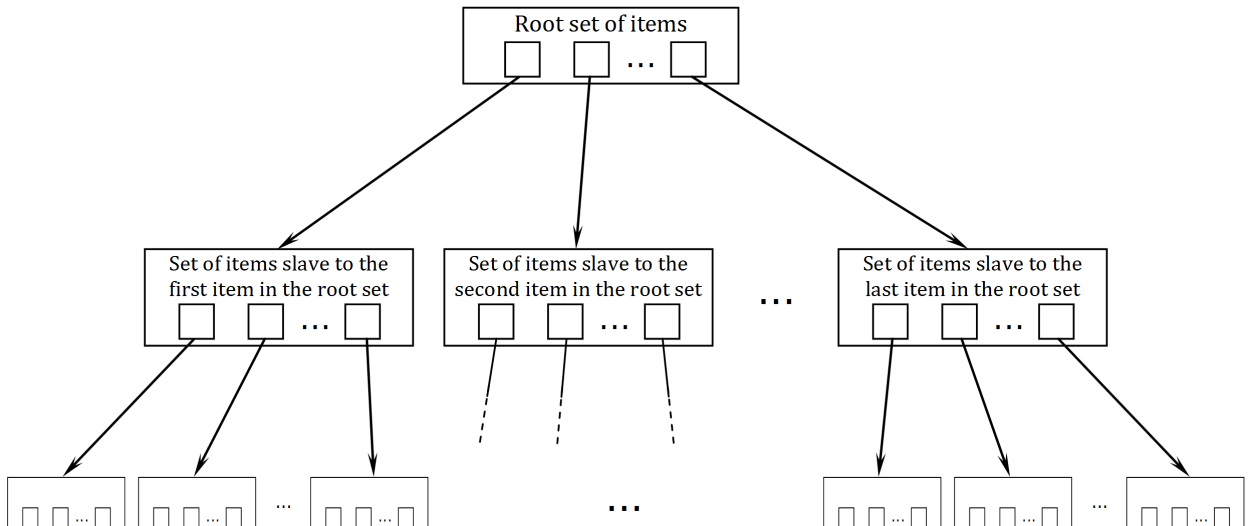 Root set of items
...
Set of items slave to the
first item in the root set
...
Set of items slave to the
second item in the root set
...
...
Set of items slave to the
last item in the root set
...
... ... ... ...
...
... ... ... ...